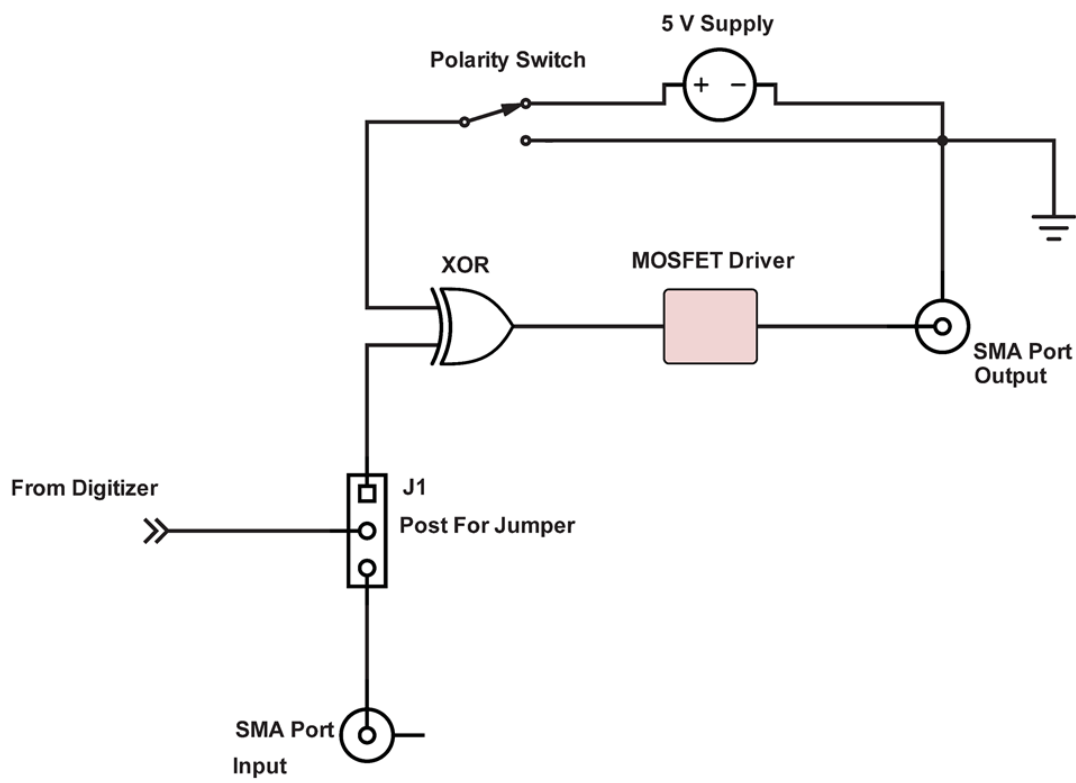 5 V Supply
Polarity Switch
+ −
XOR
MOSFET Driver
SMA Port
Output
From Digitizer
J1
Post For Jumper
SMA Port
Input